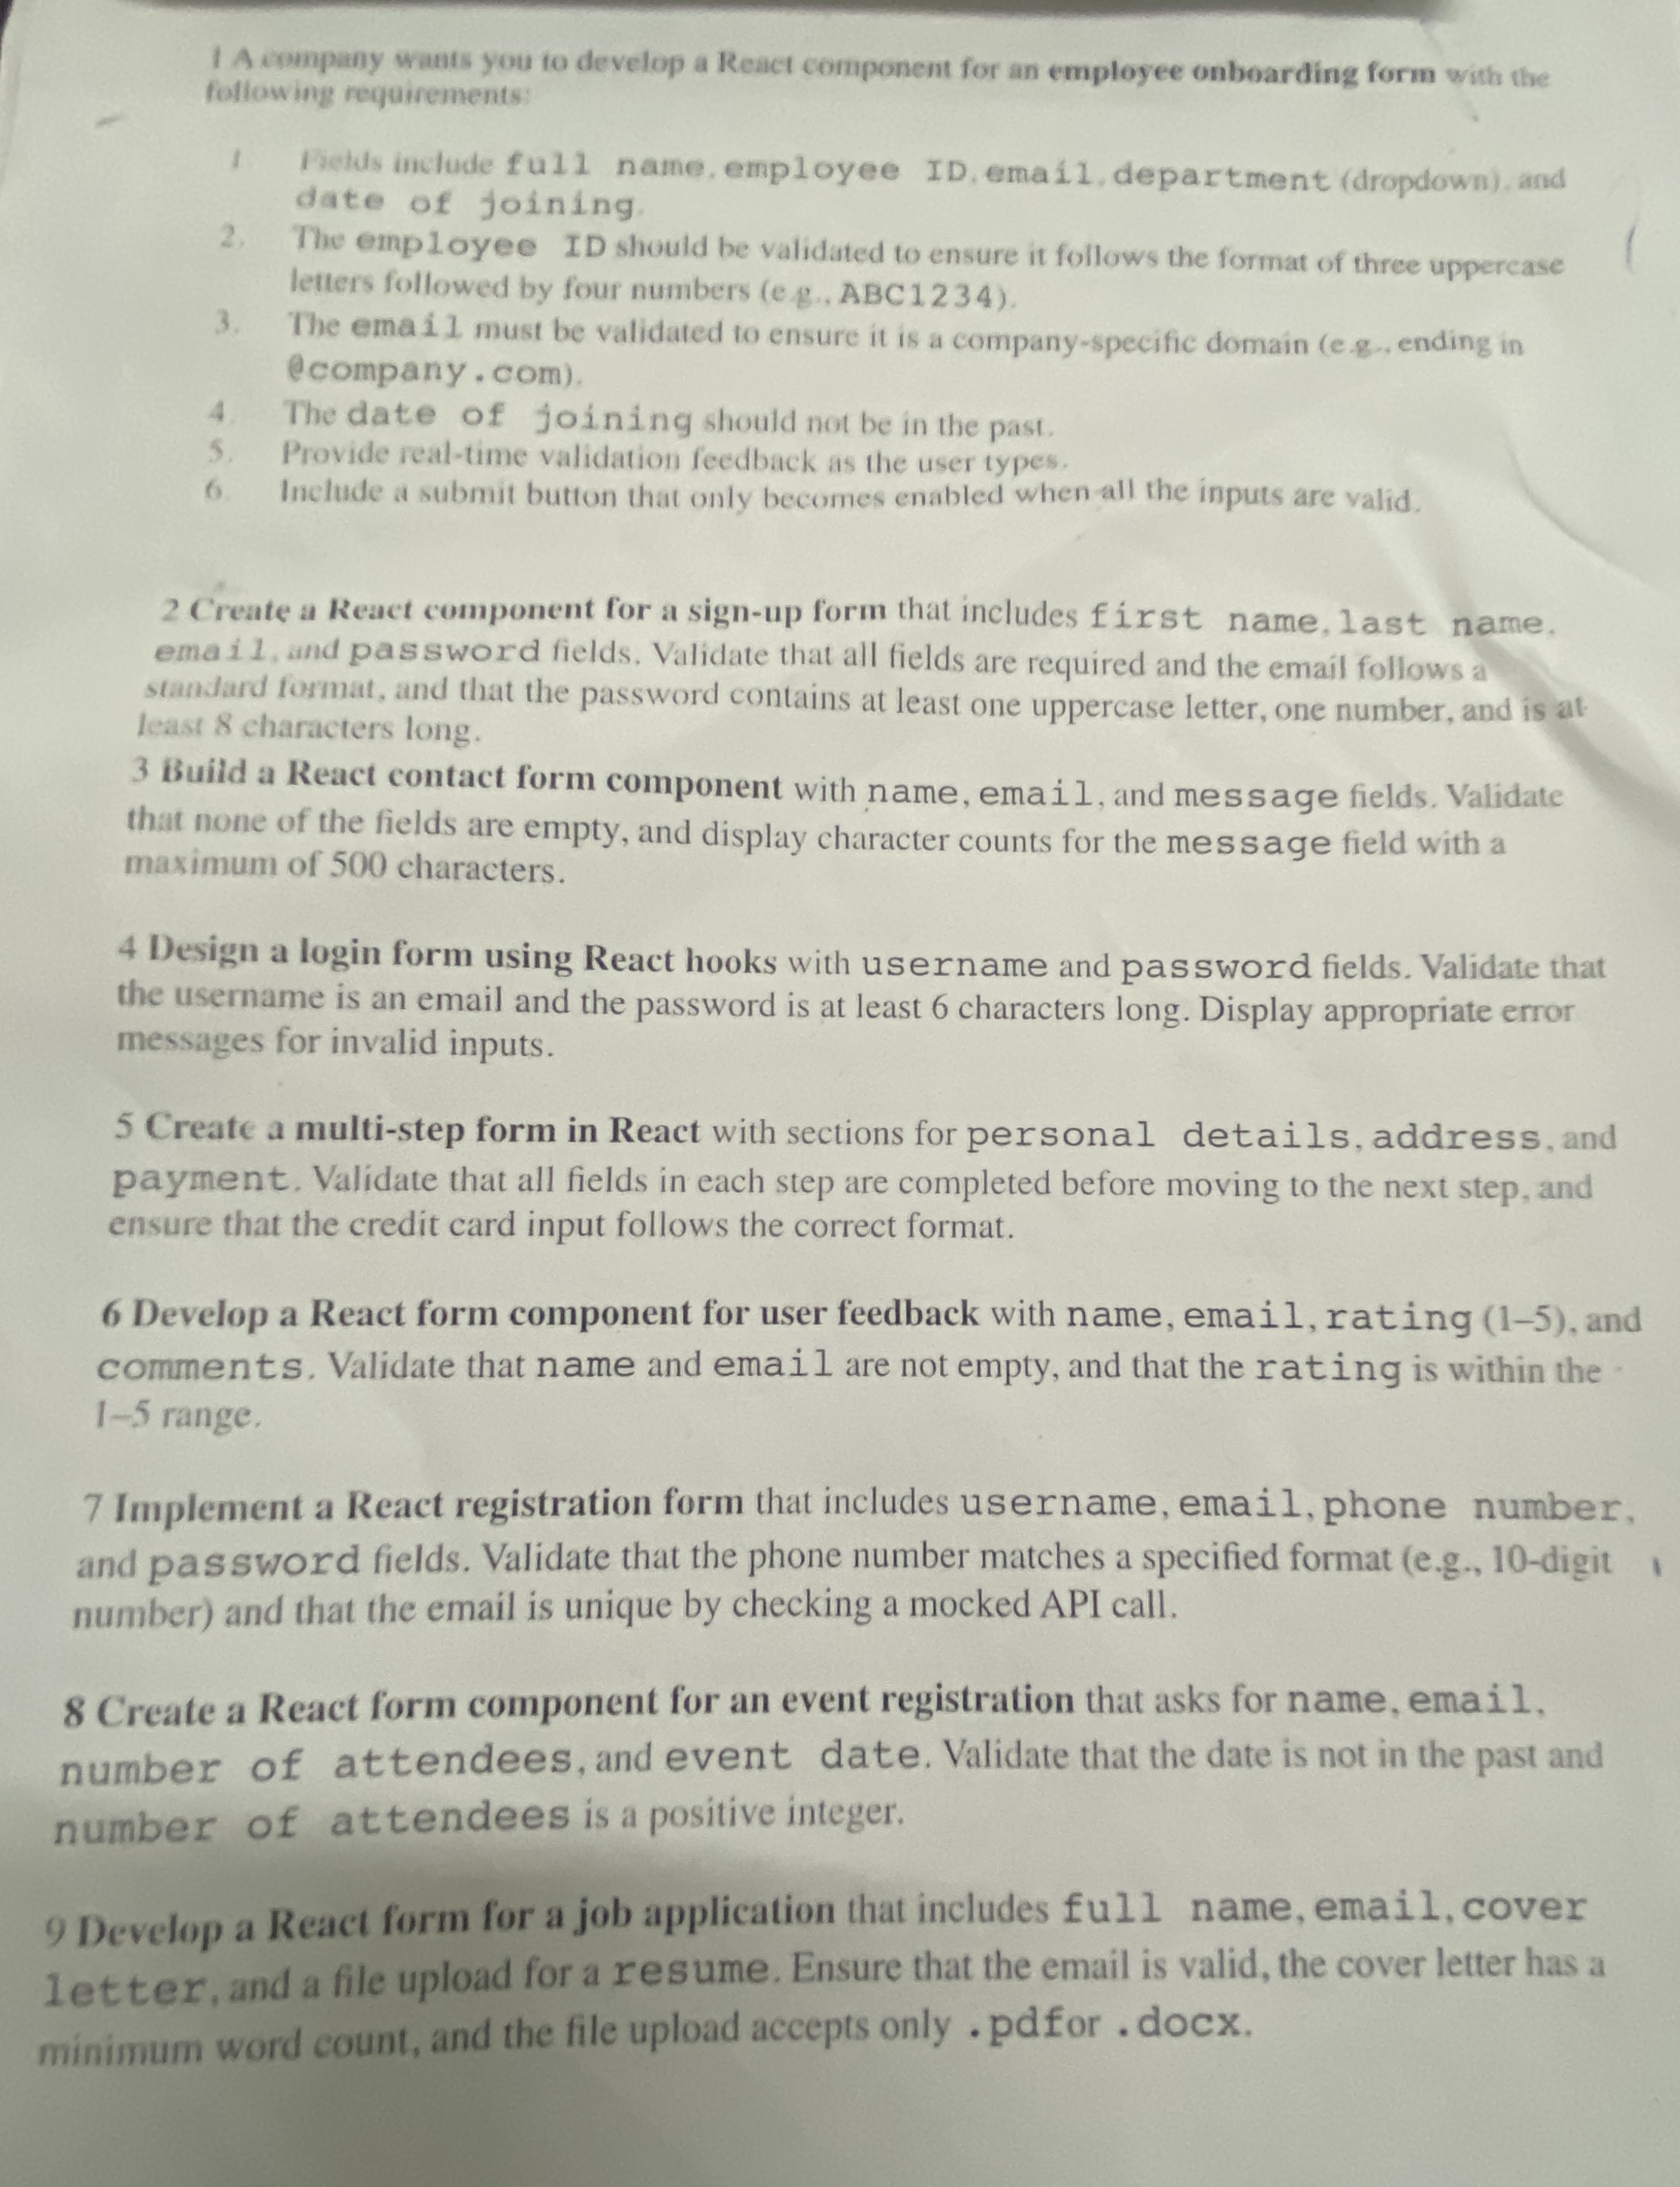 1 A company wants you to develop a React component for an employee onboarding form with the
following requirements:
1 Fields include full name, employee ID, email, department (dropdown), and
date of joining.
2. The employee ID should be validated to ensure it follows the format of three uppercase
letters followed by four numbers (e.g., ABC1234).
3. The email must be validated to ensure it is a company-specific domain (e.g., ending in
@company.com).
4. The date of joining should not be in the past.
5. Provide real-time validation feedback as the user types.
6. Include a submit button that only becomes enabled when all the inputs are valid.
2 Create a React component for a sign-up form that includes first name, last name,
email, and password fields. Validate that all fields are required and the email follows a
standard format, and that the password contains at least one uppercase letter, one number, and is at
least 8 characters long.
3 Build a React contact form component with name, email, and message fields. Validate
that none of the fields are empty, and display character counts for the message field with a
maximum of 500 characters.
4 Design a login form using React hooks with username and password fields. Validate that
the username is an email and the password is at least 6 characters long. Display appropriate error
messages for invalid inputs.
5 Create a multi-step form in React with sections for personal details, address, and
payment. Validate that all fields in each step are completed before moving to the next step, and
ensure that the credit card input follows the correct format.
6 Develop a React form component for user feedback with name, email, rating (1–5), and
comments. Validate that name and email are not empty, and that the rating is within the
1–5 range.
7 Implement a React registration form that includes username, email, phone number,
and password fields. Validate that the phone number matches a specified format (e.g., 10-digit
number) and that the email is unique by checking a mocked API call.
8 Create a React form component for an event registration that asks for name, email,
number of attendees, and event date. Validate that the date is not in the past and
number of attendees is a positive integer.
9 Develop a React form for a job application that includes full name, email, cover
letter, and a file upload for a resume. Ensure that the email is valid, the cover letter has a
minimum word count, and the file upload accepts only .pdfor .docx.